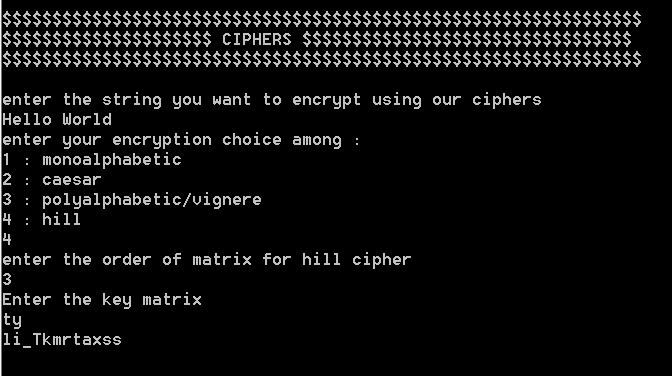 $$$$$$$$$$$$$$$$$$$$$$$$$$$$$$$$$$$$$$$$$$$$$$$$$$$$$$$$$$$$$$$$
$$$$$$$$$$$$$$$$$$$$$ CIPHERS $$$$$$$$$$$$$$$$$$$$$$$$$$$$$$$$$
$$$$$$$$$$$$$$$$$$$$$$$$$$$$$$$$$$$$$$$$$$$$$$$$$$$$$$$$$$$$$$$$
enter the string you want to encrypt using our ciphers
Hello World
enter your encryption choice among :
1 : monoalphabetic
2 : caesar
3 : polyalphabetic/vignere
4 : hill
4
enter the order of matrix for hill cipher
3
Enter the key matrix
ty
li_Tkmrtaxss